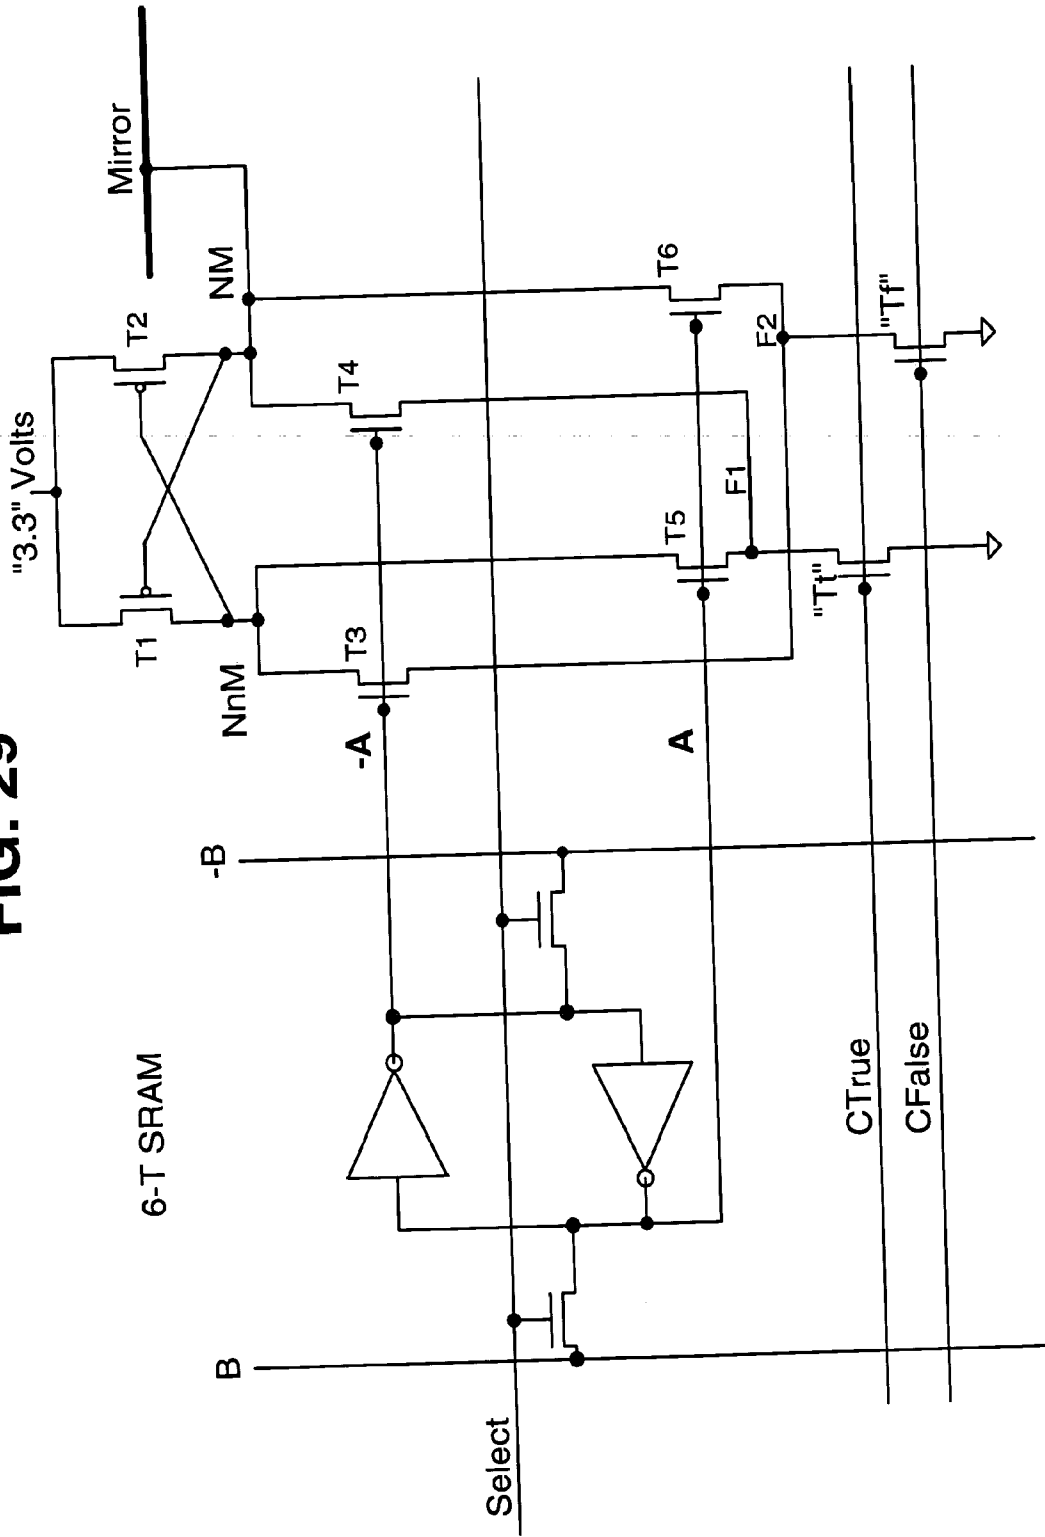 FIG. 29
6-T SRAM
"3.3" Volts
Mirror
T1
T2
NnM
NM
T3
T4
-A
B
-B
Select
T5
T6
A
F1
F2
"Tt"
"Tf"
CTrue
CFalse